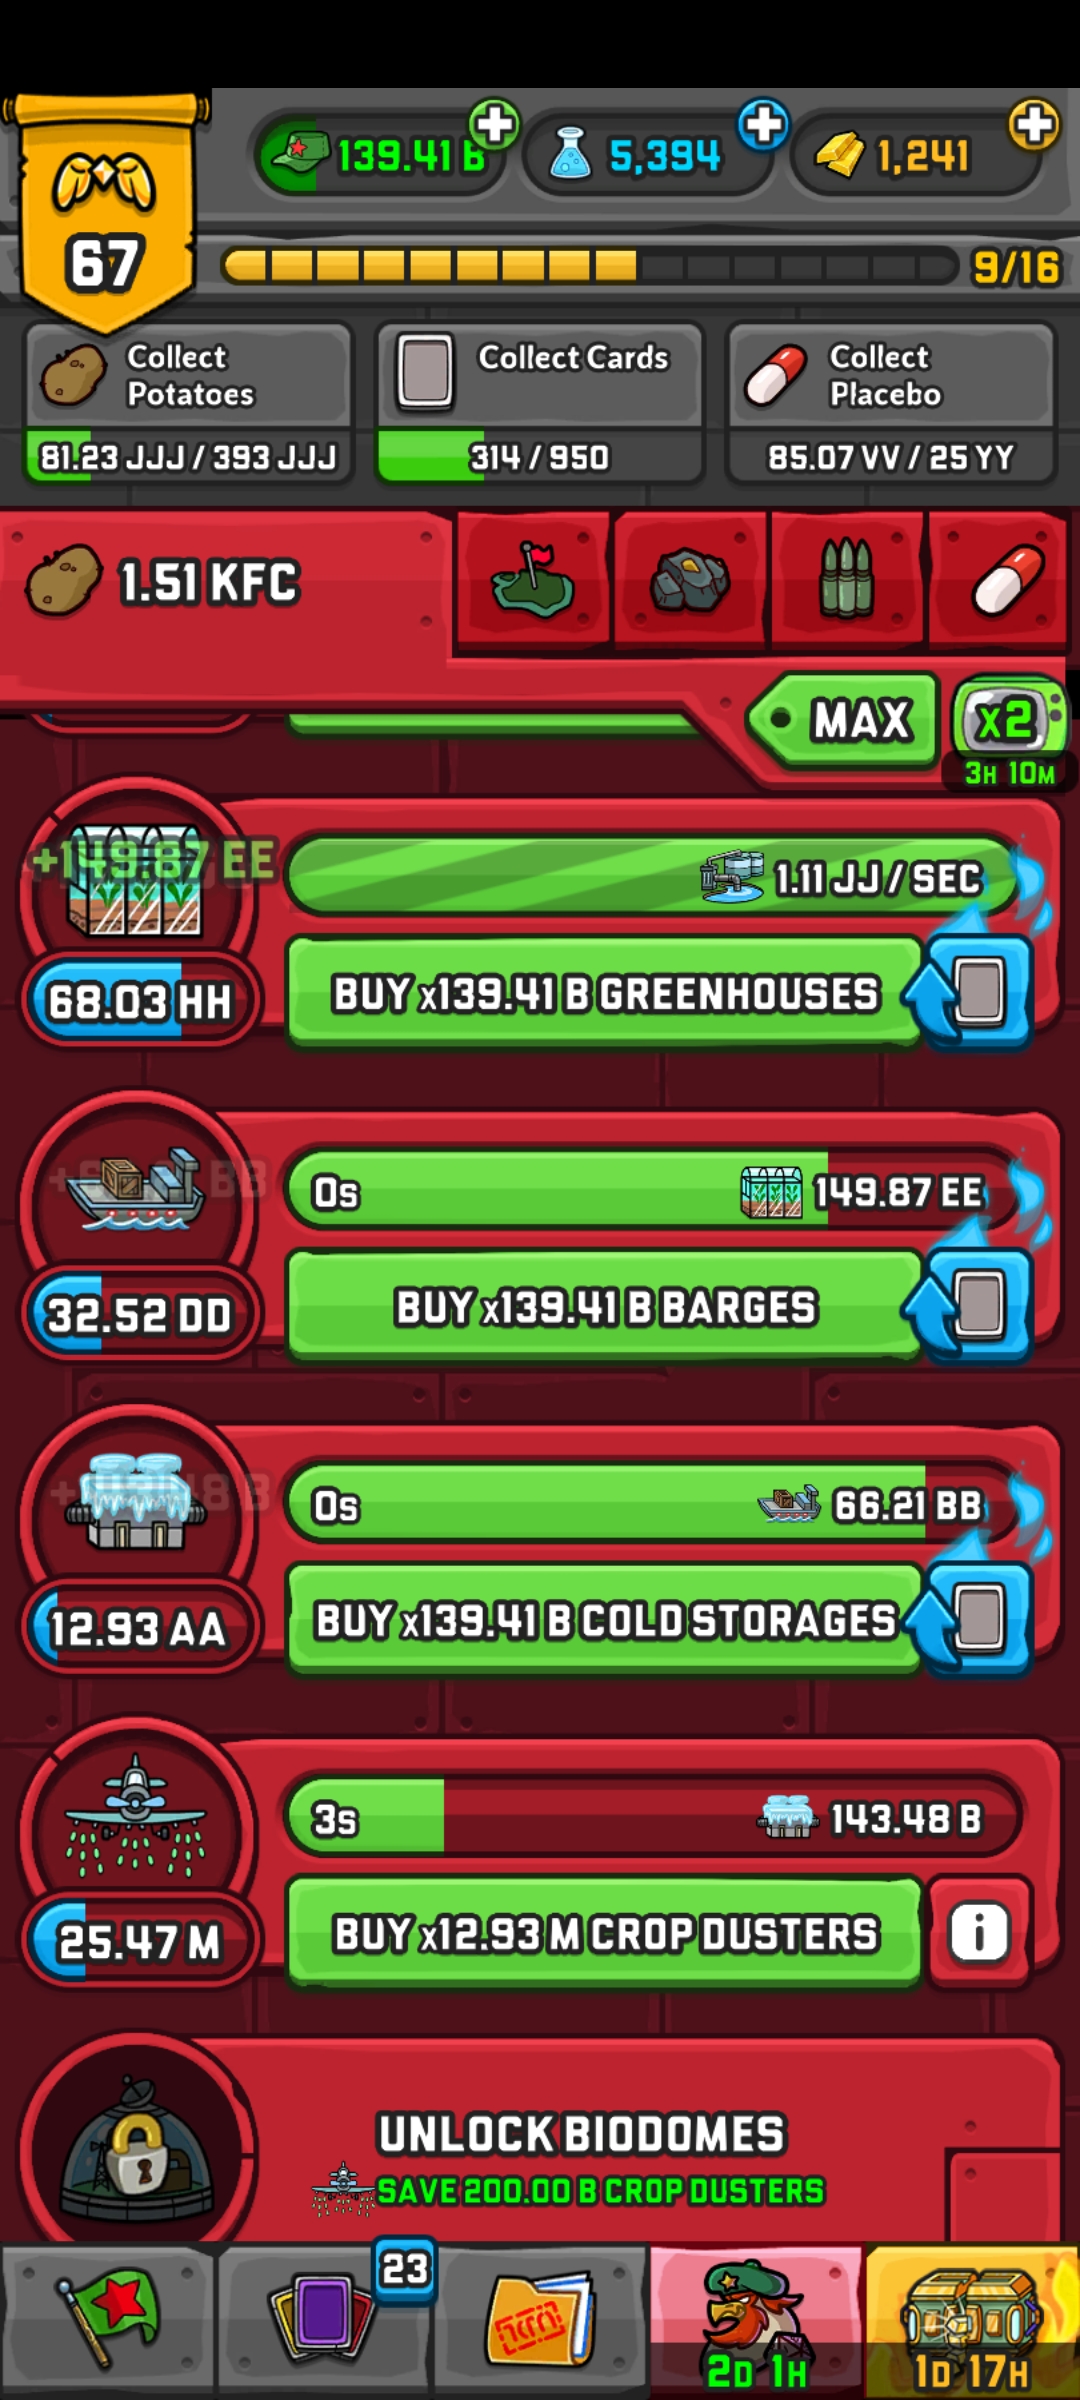 139.41 B
5,394
1,241
67
9/16
Collect
Potatoes
81.23 JJJ / 393 JJJ
Collect Cards
314 / 950
Collect
Placebo
85.07 VV / 25 YY
1.51 KFC
MAX
x2
3H 10M
+149.87 EE
1.11 JJ / SEC
68.03 HH
BUY x139.41 B GREENHOUSES
0s
149.87 EE
32.52 DD
BUY x139.41 B BARGES
0s
66.21 BB
12.93 AA
BUY x139.41 B COLD STORAGES
3s
143.48 B
25.47 M
BUY x12.93 M CROP DUSTERS
i
UNLOCK BIODOMES
SAVE 200.00 B CROP DUSTERS
23
2D 1H
1D 17H